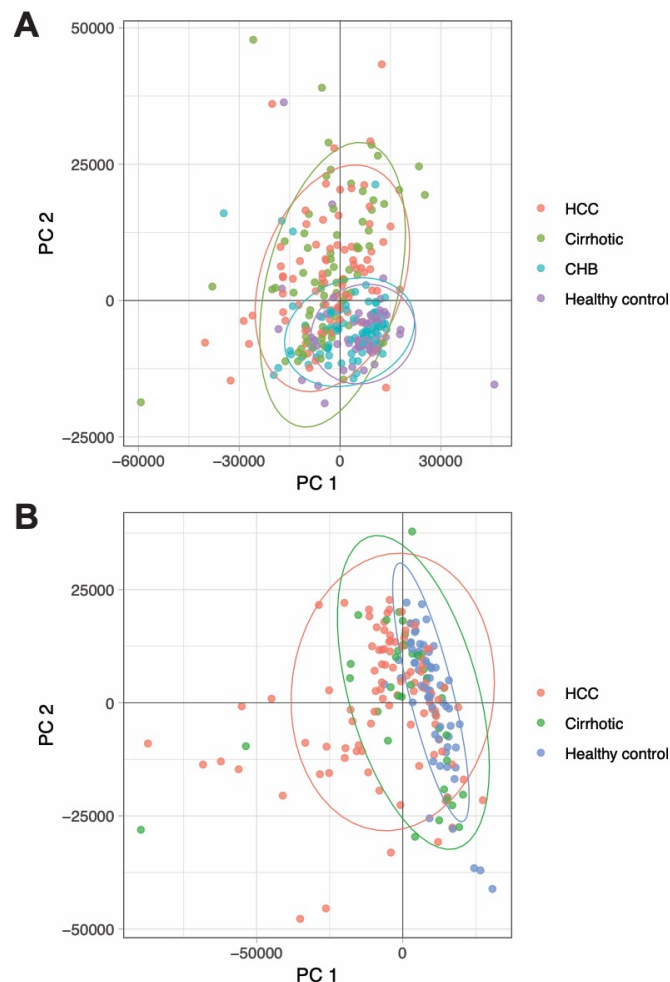 A
50000
25000
0
−25000
PC 2
−60000 −30000 0 30000
PC 1
HCC
Cirrhotic
CHB
Healthy control
B
25000
0
−25000
−50000
PC 2
−50000 0
PC 1
HCC
Cirrhotic
Healthy control